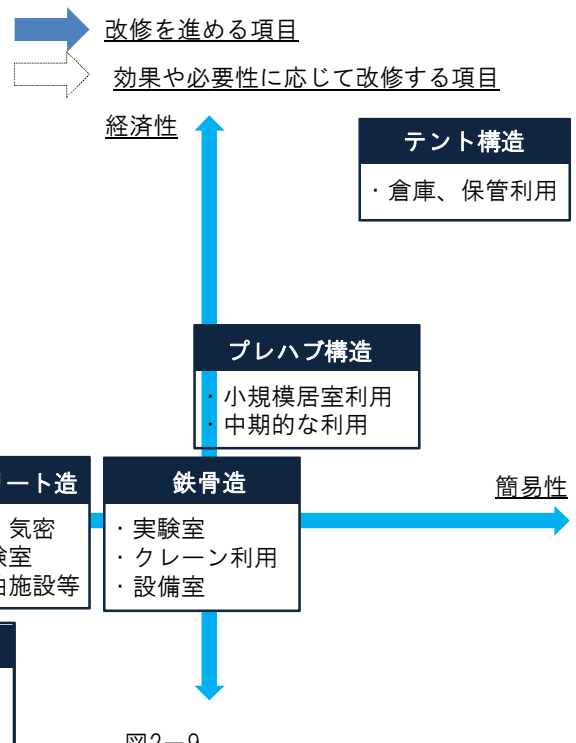 改修を進める項目
効果や必要性に応じて改修する項目
経済性
テント構造
・倉庫、保管利用
プレハブ構造
・小規模居室利用
・中期的な利用
ート造
気密
室
施設等
鉄骨造
・実験室
・クレーン利用
・設備室
簡易性
図2-9